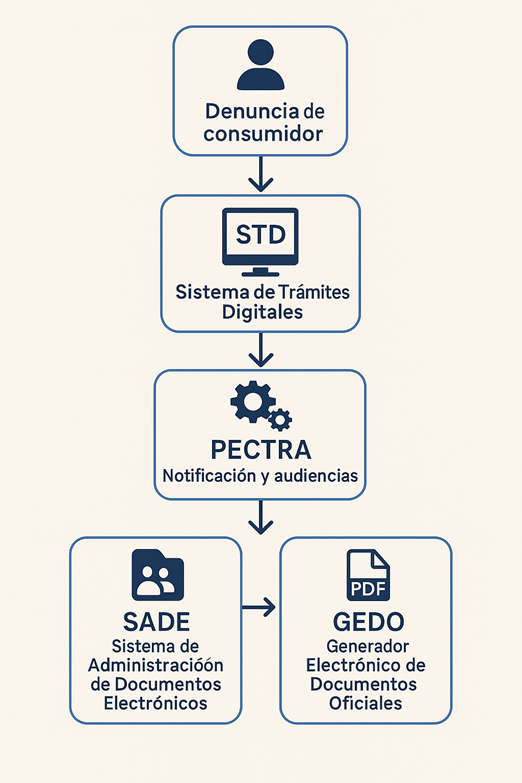 Denuncia de
consumidor
STD
Sistema de Trámites
Digitales
PECTRA
Notificación y audiencias
SADE
Sistema de
Administracióón
de Documentos
Electrónicos
PDF
GEDO
Generador
Electrónico de
Documentos
Oficiales